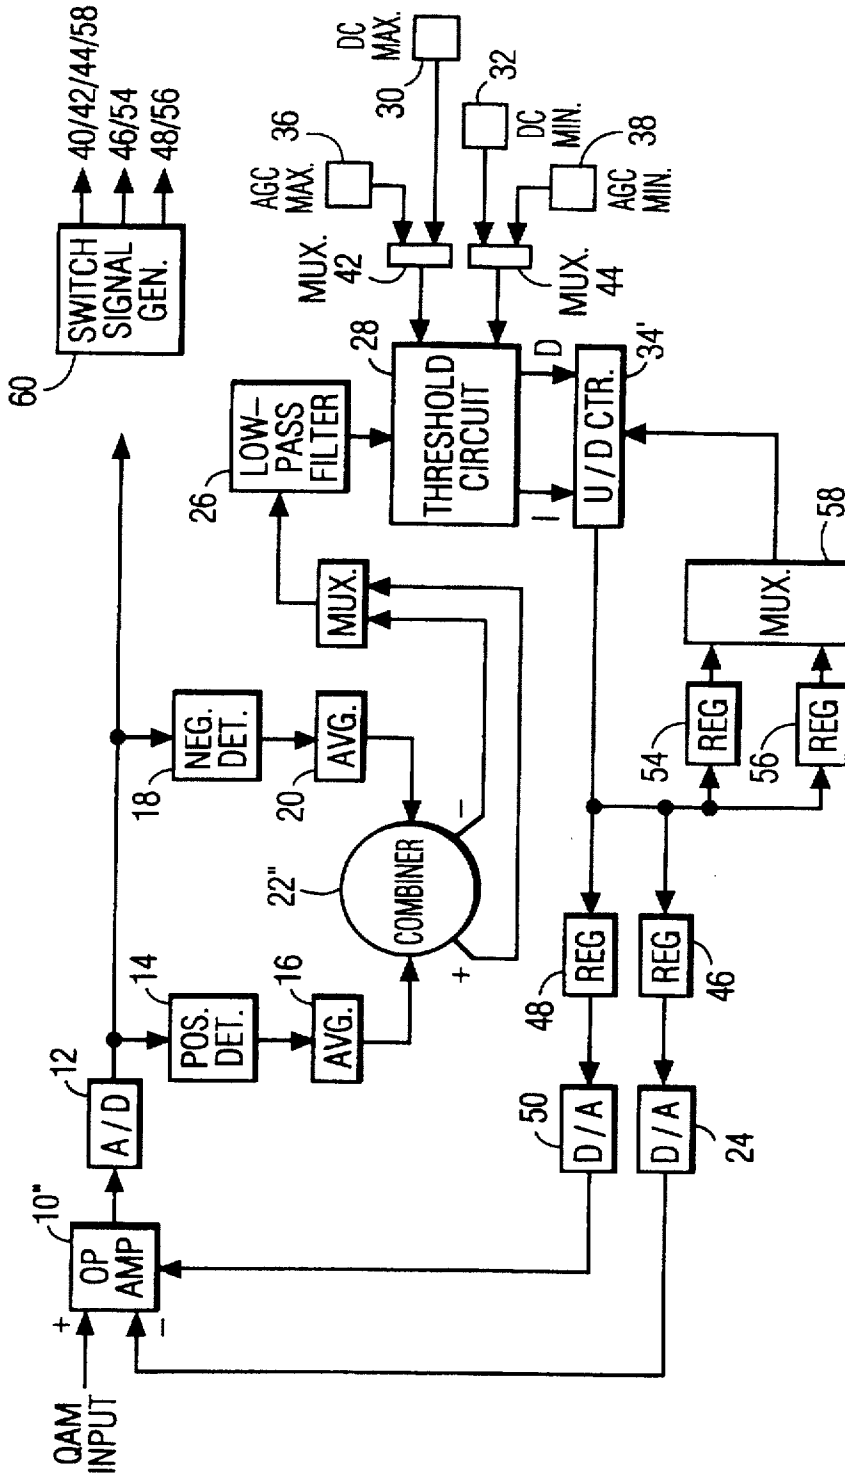 QAM
INPUT
+
−
10"
OP
AMP
12
A/D
14
POS.
DET.
16
AVG.
18
NEG.
DET.
20
AVG.
22"
COMBINER
+
−
MUX.
26
LOW-
PASS
FILTER
60
SWITCH
SIGNAL
GEN.
40/42/44/58
46/54
48/56
28
THRESHOLD
CIRCUIT
I
D
U/D CTR.
34'
MUX.
42
MUX.
44
AGC
MAX.
36
DC
MAX.
30
32
DC
MIN.
AGC
MIN.
38
50
D/A
48
REG
D/A
24
REG
46
54
REG
56
REG
MUX.
58